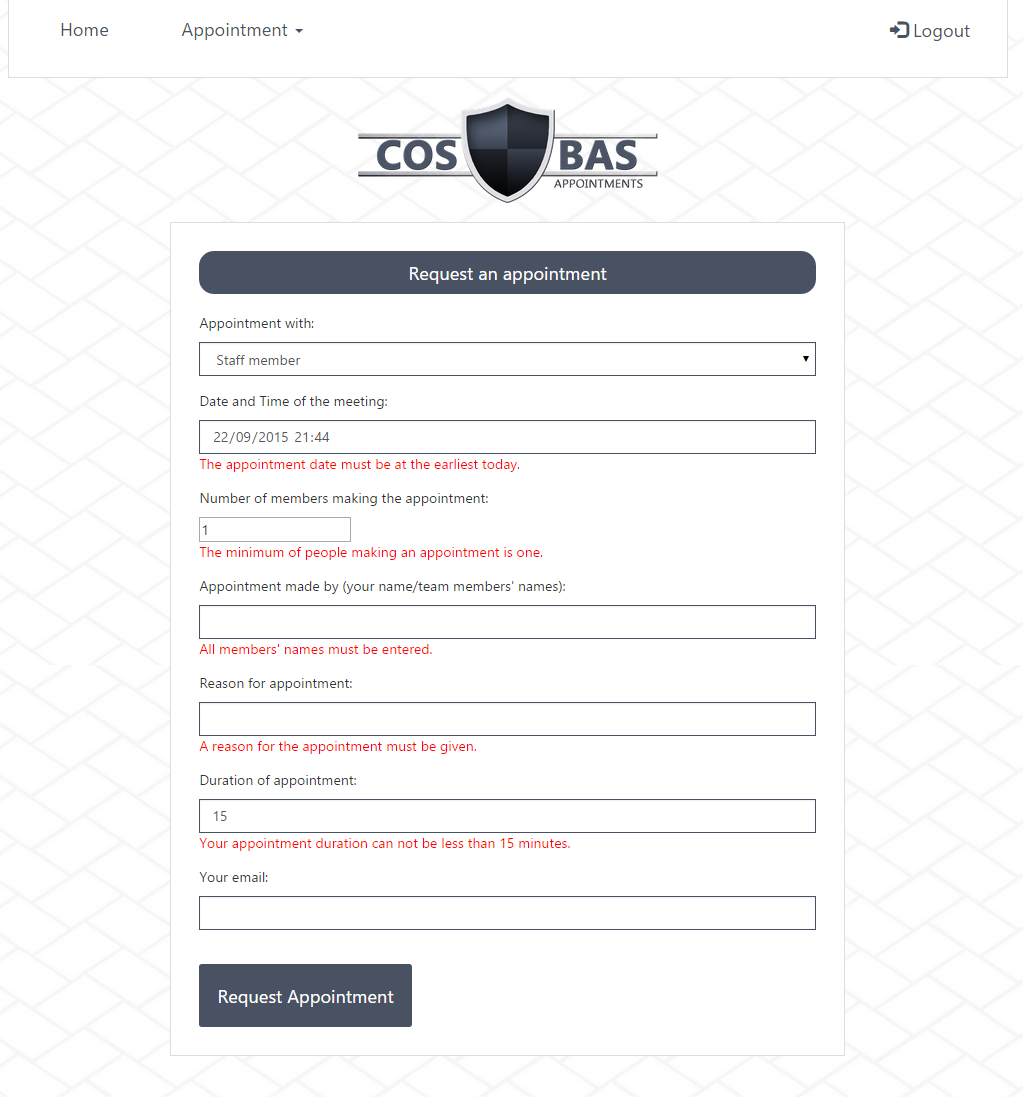 Home
Appointment
Logout
COS BAS
APPOINTMENTS
Request an appointment
Appointment with:
Staff member
Date and Time of the meeting:
22/09/2015 21:44
The appointment date must be at the earliest today.
Number of members making the appointment:
1
The minimum of people making an appointment is one.
Appointment made by (your name/team members' names):
All members' names must be entered.
Reason for appointment:
A reason for the appointment must be given.
Duration of appointment:
15
Your appointment duration can not be less than 15 minutes.
Your email:
Request Appointment